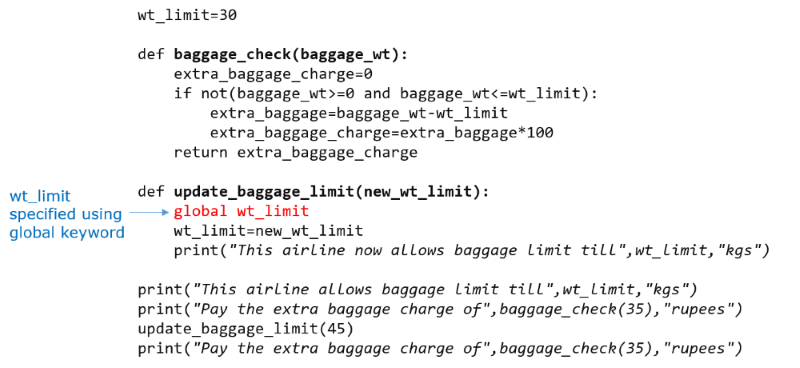 wt_limit=30
def baggage_check(baggage_wt):
extra_baggage_charge=0
if not(baggage_wt>=0 and baggage_wt<=wt_limit):
extra_baggage=baggage_wt-wt_limit
extra_baggage_charge=extra_baggage*100
return extra_baggage_charge
def update_baggage_limit(new_wt_limit):
wt_limit
specified using
global keyword
global wt_limit
wt_limit=new_wt_limit
print("This airline now allows baggage limit till",wt_limit,"kgs")
print("This airline allows baggage limit till",wt_limit,"kgs")
print("Pay the extra baggage charge of",baggage_check(35),"rupees")
update_baggage_limit(45)
print("Pay the extra baggage charge of",baggage_check(35),"rupees")